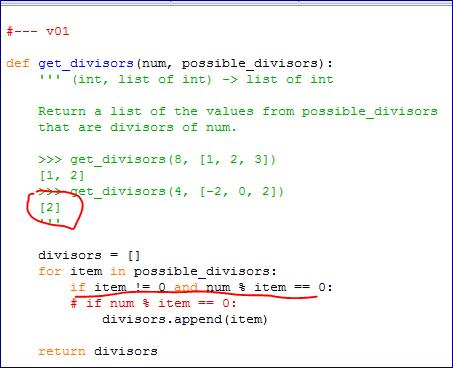 #--- v01
def get_divisors(num, possible_divisors):
''' (int, list of int) -> list of int
Return a list of the values from possible_divisors
that are divisors of num.
>>> get_divisors(8, [1, 2, 3])
[1, 2]
>>> get_divisors(4, [-2, 0, 2])
[2]
'''
divisors = []
for item in possible_divisors:
if item != 0 and num % item == 0:
# if num % item == 0:
divisors.append(item)
return divisors